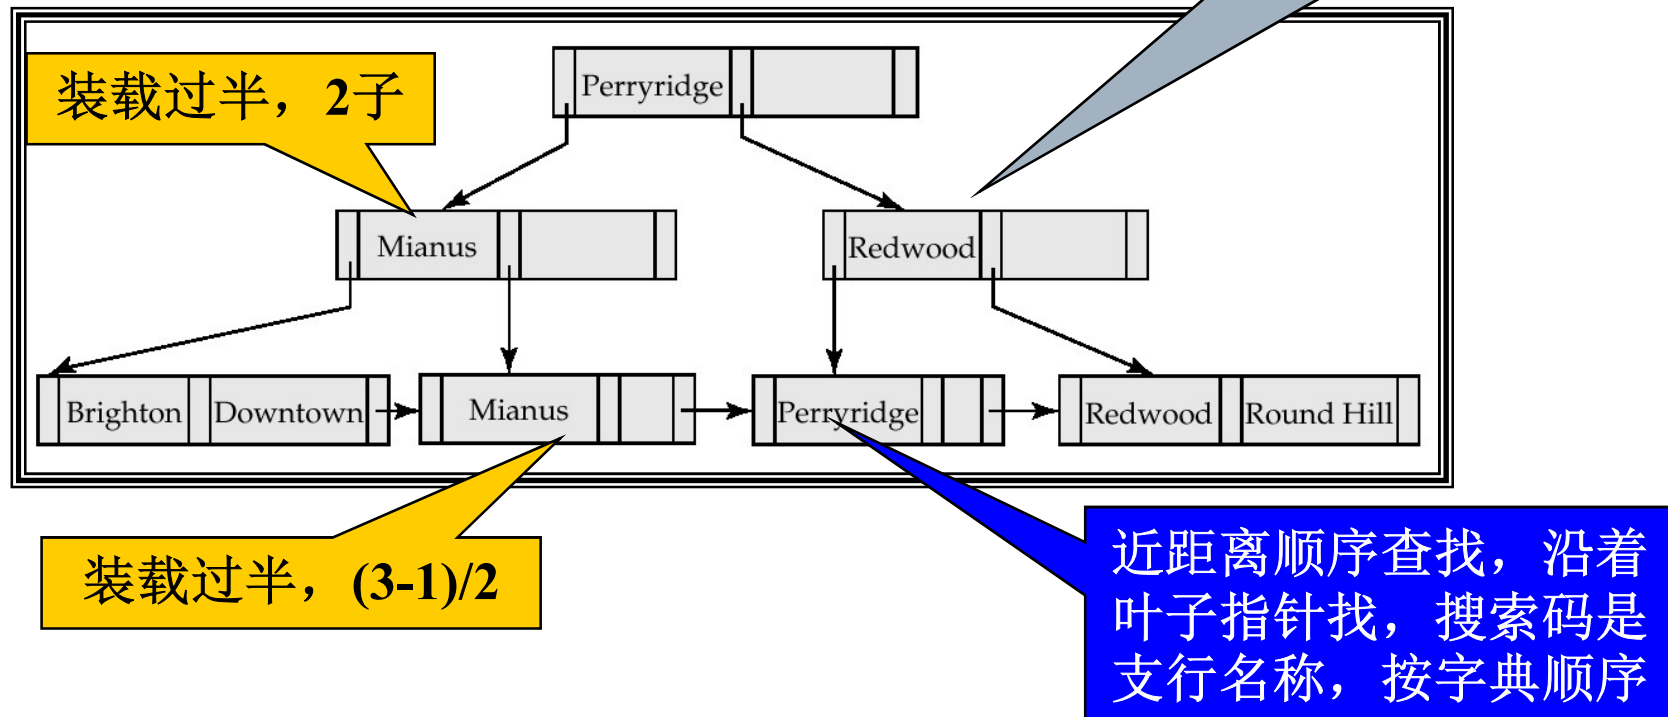 装载过半，2子
Perryridge
Mianus
Redwood
Brighton Downtown Mianus Perryridge Redwood Round Hill
装载过半，(3-1)/2
近距离顺序查找，沿着
叶子指针找，搜索码是
支行名称，按字典顺序